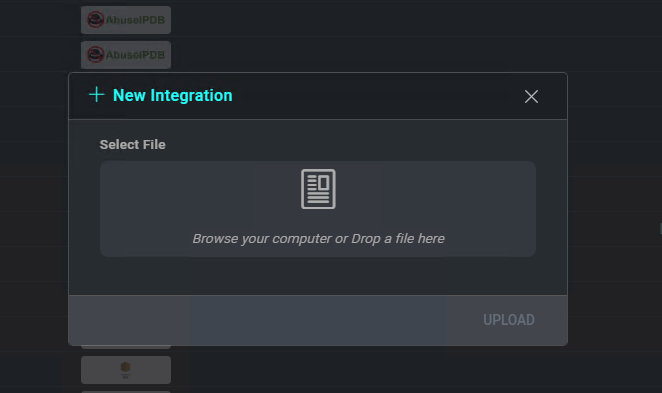 AbuseIPDB
AbuseIPDB
New Integration
Select File
Browse your computer or Drop a file here
UPLOAD